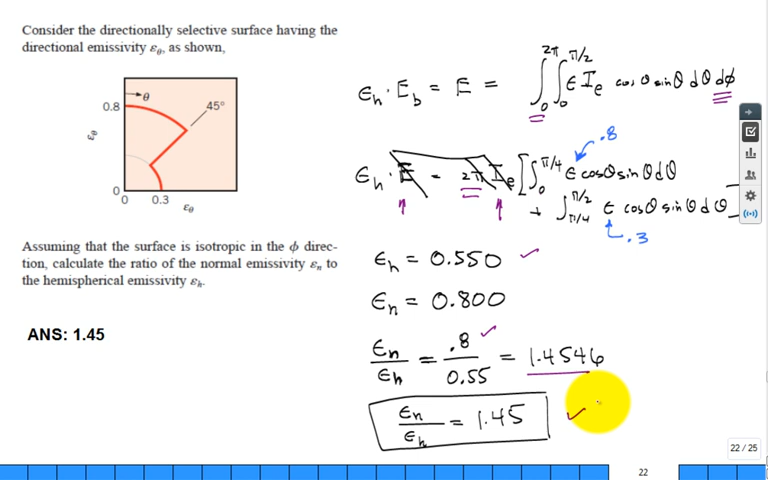 Consider the directionally selective surface having the
directional emissivity εθ, as shown,
θ
45°
0.8
εθ
0
0
0.3
εθ
Assuming that the surface is isotropic in the ϕ direc-
tion, calculate the ratio of the normal emissivity εn to
the hemispherical emissivity εh.
ANS: 1.45
ϵh · Eb = E = ∫₀^2π ∫₀^π/2 ϵ Ie cos θ sin θ dθ dϕ
.8
ϵh · = 2π Ie [∫₀^π/4 ϵ cosθ sin θ dθ
+ ∫π/4^π/2 ϵ cosθ sin θ dθ]
.3
ϵh = 0.550 ✓
ϵn = 0.800
ϵn/ϵh = .8/0.55 = 1.4546
ϵn/ϵh = 1.45 ✓
22 / 25
22